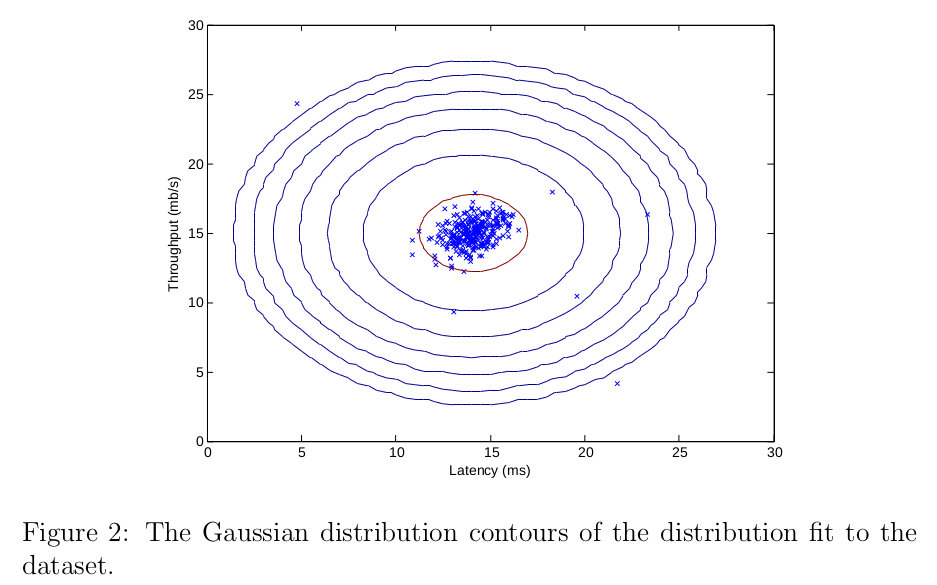 30
25
20
15
10
5
0
Throughput (mb/s)
0 5 10 15 20 25 30
Latency (ms)
Figure 2: The Gaussian distribution contours of the distribution fit to the
dataset.